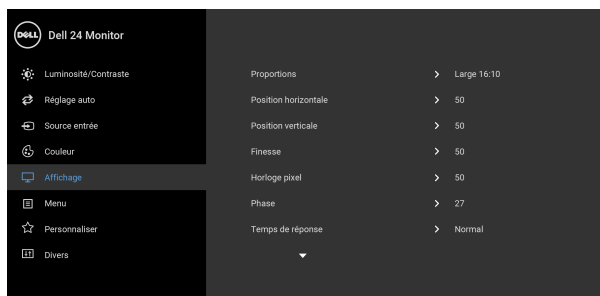 DELL Dell 24 Monitor
Luminosité/Contraste
Réglage auto
Source entrée
Couleur
Affichage
Menu
Personnaliser
Divers
Proportions > Large 16:10
Position horizontale > 50
Position verticale > 50
Finesse > 50
Horloge pixel > 50
Phase > 27
Temps de réponse > Normal